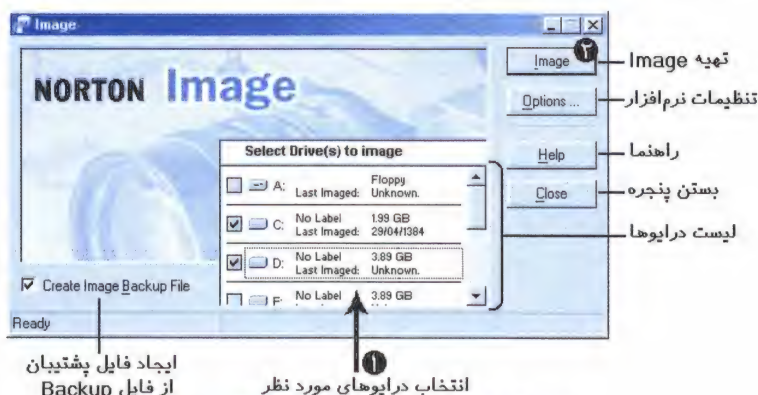 Image
NORTON Image
Select Drive(s) to image
A: Floppy
Last Imaged: Unknown.
C: No Label 1.99 GB
Last Imaged: 29/04/1384
D: No Label 3.89 GB
Last Imaged: Unknown.
No Label 3.89 GB
Create Image Backup File
Ready
Image
۲
Options ...
Help
Close
تهیه Image
تنظیمات نرم‌افزار
راهنما
بستن پنجره
لیست درایوها
ایجاد فایل پشتیبان
از فایل Backup
۱
انتخاب درایوهای مورد نظر